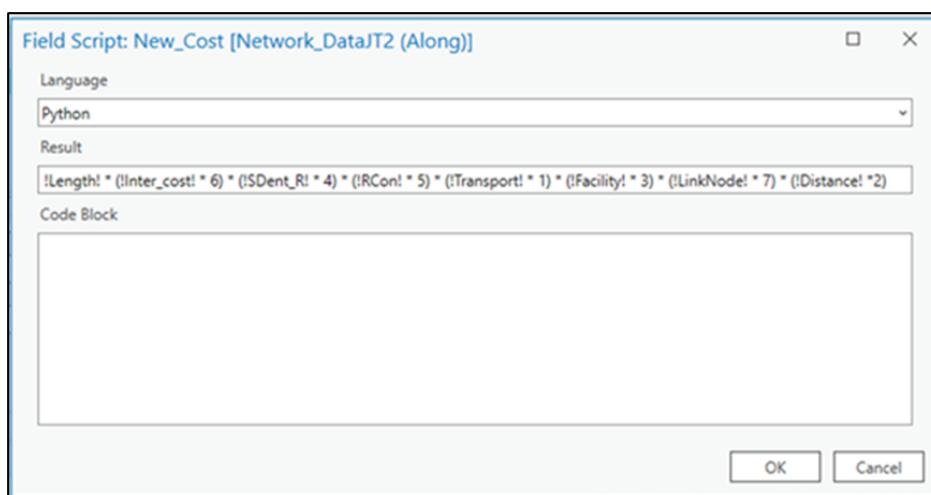 Field Script: New_Cost [Network_DataJT2 (Along)]
Language
Python
Result
!Length! * (!Inter_cost! * 6) * (!SDent_R! * 4) * (!RCon! * 5) * (!Transport! * 1) * (!Facility! * 3) * (!LinkNode! * 7) * (!Distance! *2)
Code Block
OK
Cancel